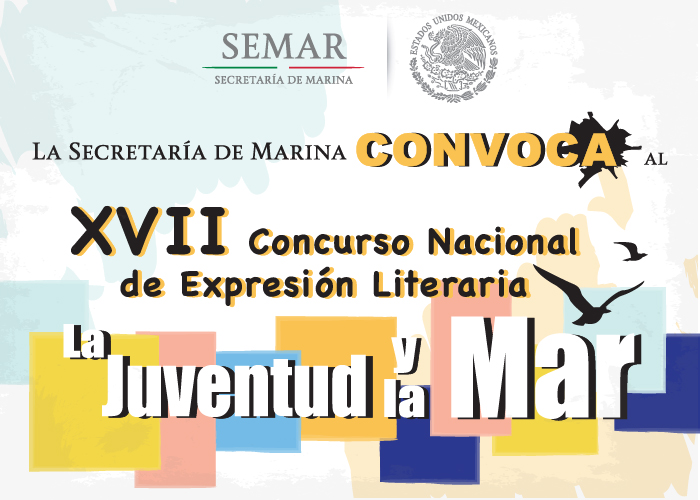 SEMAR
SECRETARÍA DE MARINA
ESTADOS UNIDOS MEXICANOS
LA SECRETARÍA DE MARINA CONVOCA AL
XVII Concurso Nacional
de Expresión Literaria
La
Juventud y la Mar